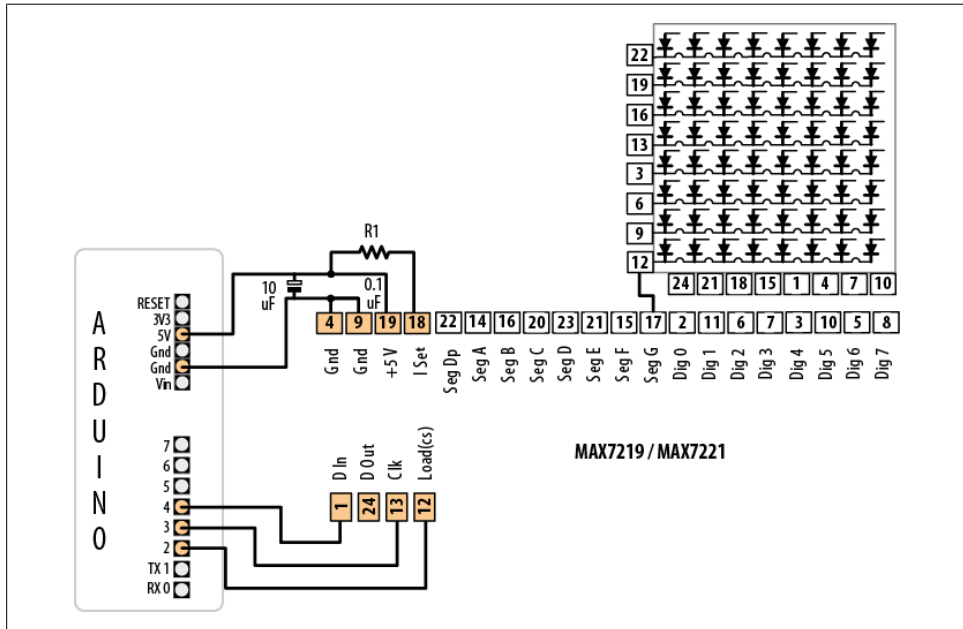 22
19
16
13
3
6
9
12
24 21 18 15 1 4 7 10
R1
10
uF
0.1
uF
4 9 19 18 22 14 16 20 23 21 15 17 2 11 6 7 3 10 5 8
Gnd Gnd +5 V I Set Seg Dp Seg A Seg B Seg C Seg D Seg E Seg F Seg G Dig 0 Dig 1 Dig 2 Dig 3 Dig 4 Dig 5 Dig 6 Dig 7
ARDUINO
RESET
3V3
5V
Gnd
Gnd
Vin
7
6
5
4
3
2
TX 1
RX 0
D In D Out Clk Load(cs)
1 24 13 12
MAX7219 / MAX7221